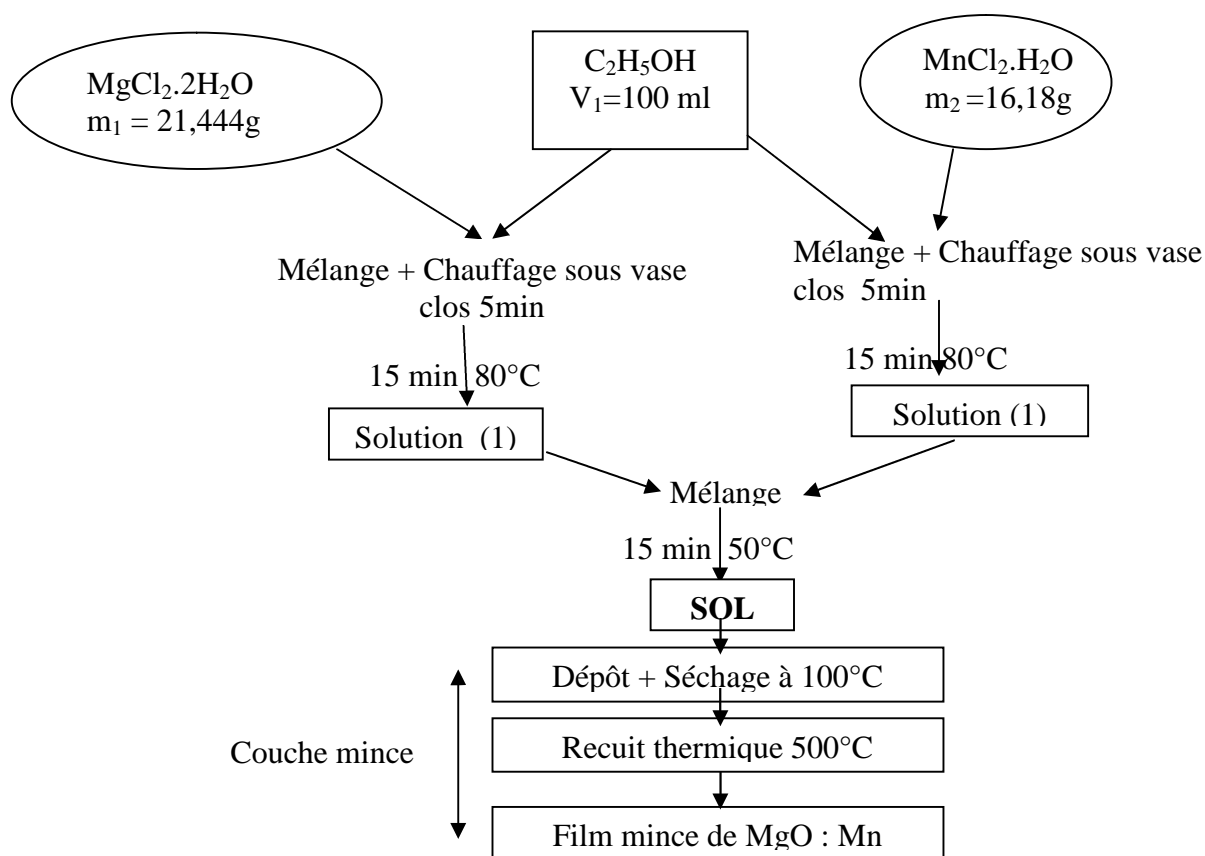 MgCl₂.2H₂O
m₁ = 21,444g
C₂H₅OH
V₁=100 ml
MnCl₂.H₂O
m₂ =16,18g
Mélange + Chauffage sous vase
clos 5min
Mélange + Chauffage sous vase
clos 5min
15 min 80°C
15 min 80°C
Solution (1)
Solution (1)
Mélange
15 min 50°C
SOL
Dépôt + Séchage à 100°C
Recuit thermique 500°C
Couche mince
Film mince de MgO : Mn